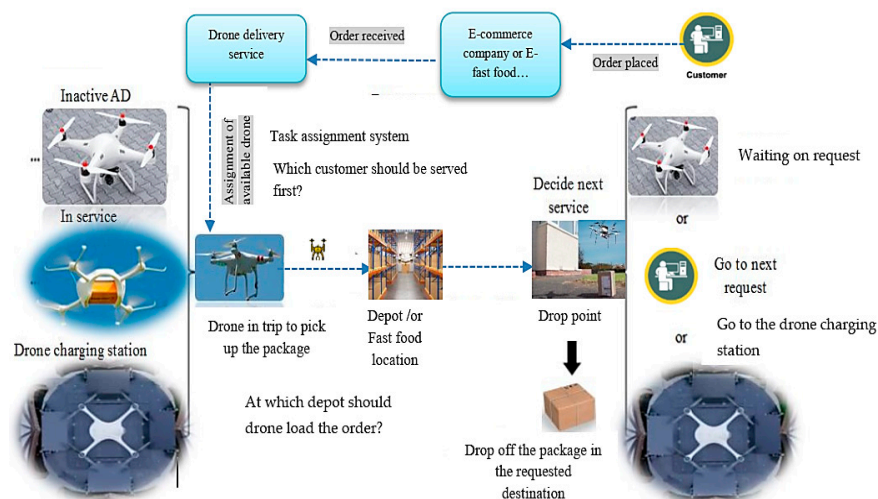 Drone delivery
service
Order received
E-commerce
company or E-
fast food...
Order placed
Customer
Inactive AD
...
Assignment of
available drone
Task assignment system
Which customer should be served
first?
Waiting on request
In service
Decide next
service
or
Go to next
request
Drone in trip to pick
up the package
Depot /or
Fast food
location
Drop point
Drone charging station
or
Go to the drone charging
station
At which depot should
drone load the order?
Drop off the package in
the requested
destination